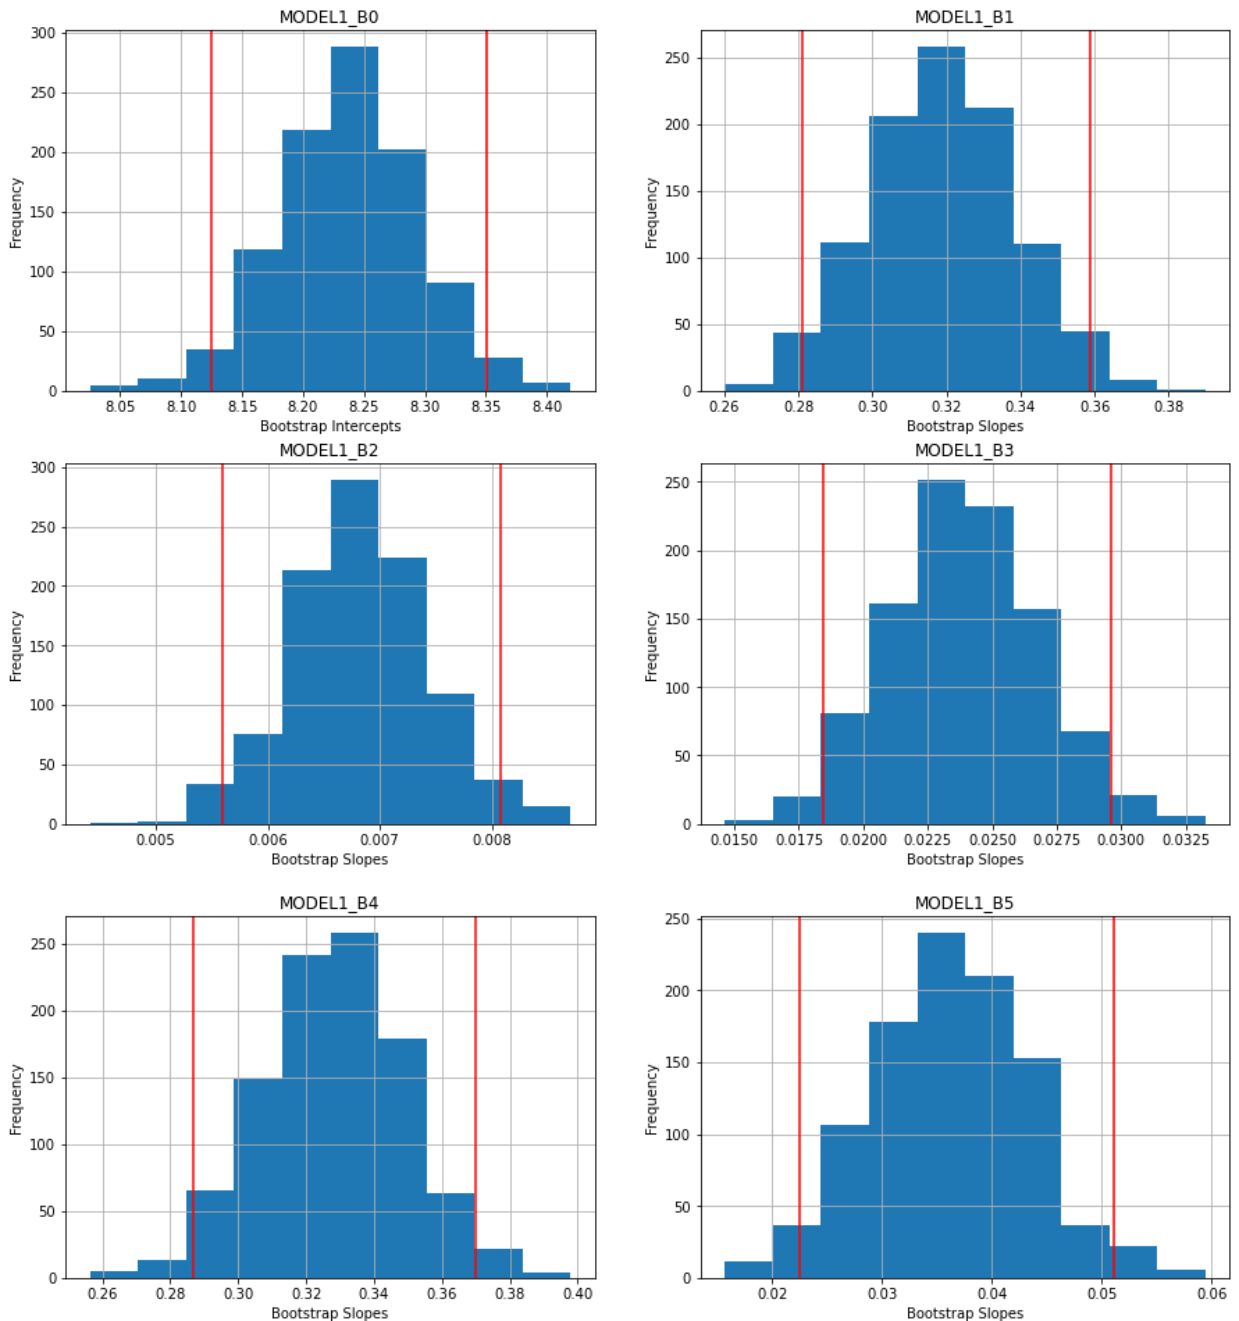 MODEL1_B0
300
250
200
150
100
50
0
Frequency
8.05 8.10 8.15 8.20 8.25 8.30 8.35 8.40
Bootstrap Intercepts
MODEL1_B1
250
200
150
100
50
0
Frequency
0.26 0.28 0.30 0.32 0.34 0.36 0.38
Bootstrap Slopes
MODEL1_B2
300
250
200
150
100
50
0
Frequency
0.005 0.006 0.007 0.008
Bootstrap Slopes
MODEL1_B3
250
200
150
100
50
0
Frequency
0.0150 0.0175 0.0200 0.0225 0.0250 0.0275 0.0300 0.0325
Bootstrap Slopes
MODEL1_B4
250
200
150
100
50
0
Frequency
0.26 0.28 0.30 0.32 0.34 0.36 0.38 0.40
Bootstrap Slopes
MODEL1_B5
250
200
150
100
50
0
Frequency
0.02 0.03 0.04 0.05 0.06
Bootstrap Slopes